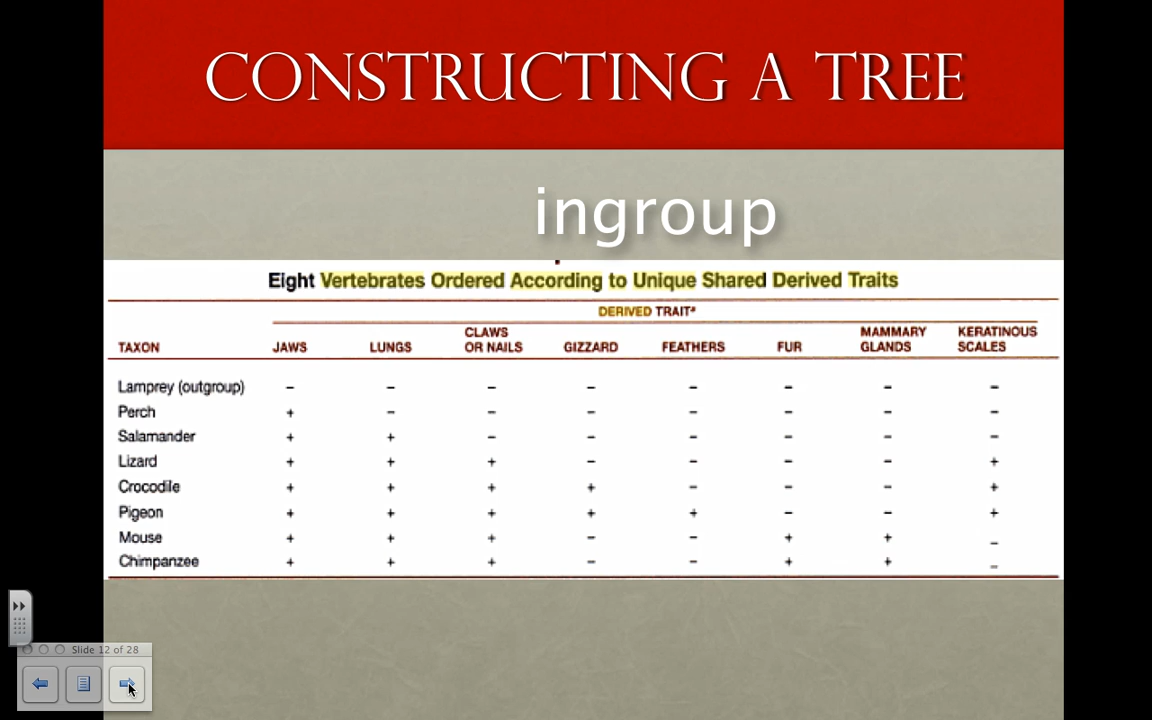 CONSTRUCTING A TREE
ingroup
Eight Vertebrates Ordered According to Unique Shared Derived Traits
DERIVED TRAITª
TAXON JAWS LUNGS CLAWS OR NAILS GIZZARD FEATHERS FUR MAMMARY GLANDS KERATINOUS SCALES
Lamprey (outgroup) – – – – – – – –
Perch + – – – – – – –
Salamander + + – – – – – –
Lizard + + + – – – – +
Crocodile + + + + – – – +
Pigeon + + + + + – – +
Mouse + + + – – + + –
Chimpanzee + + + – – + + –
Slide 12 of 28